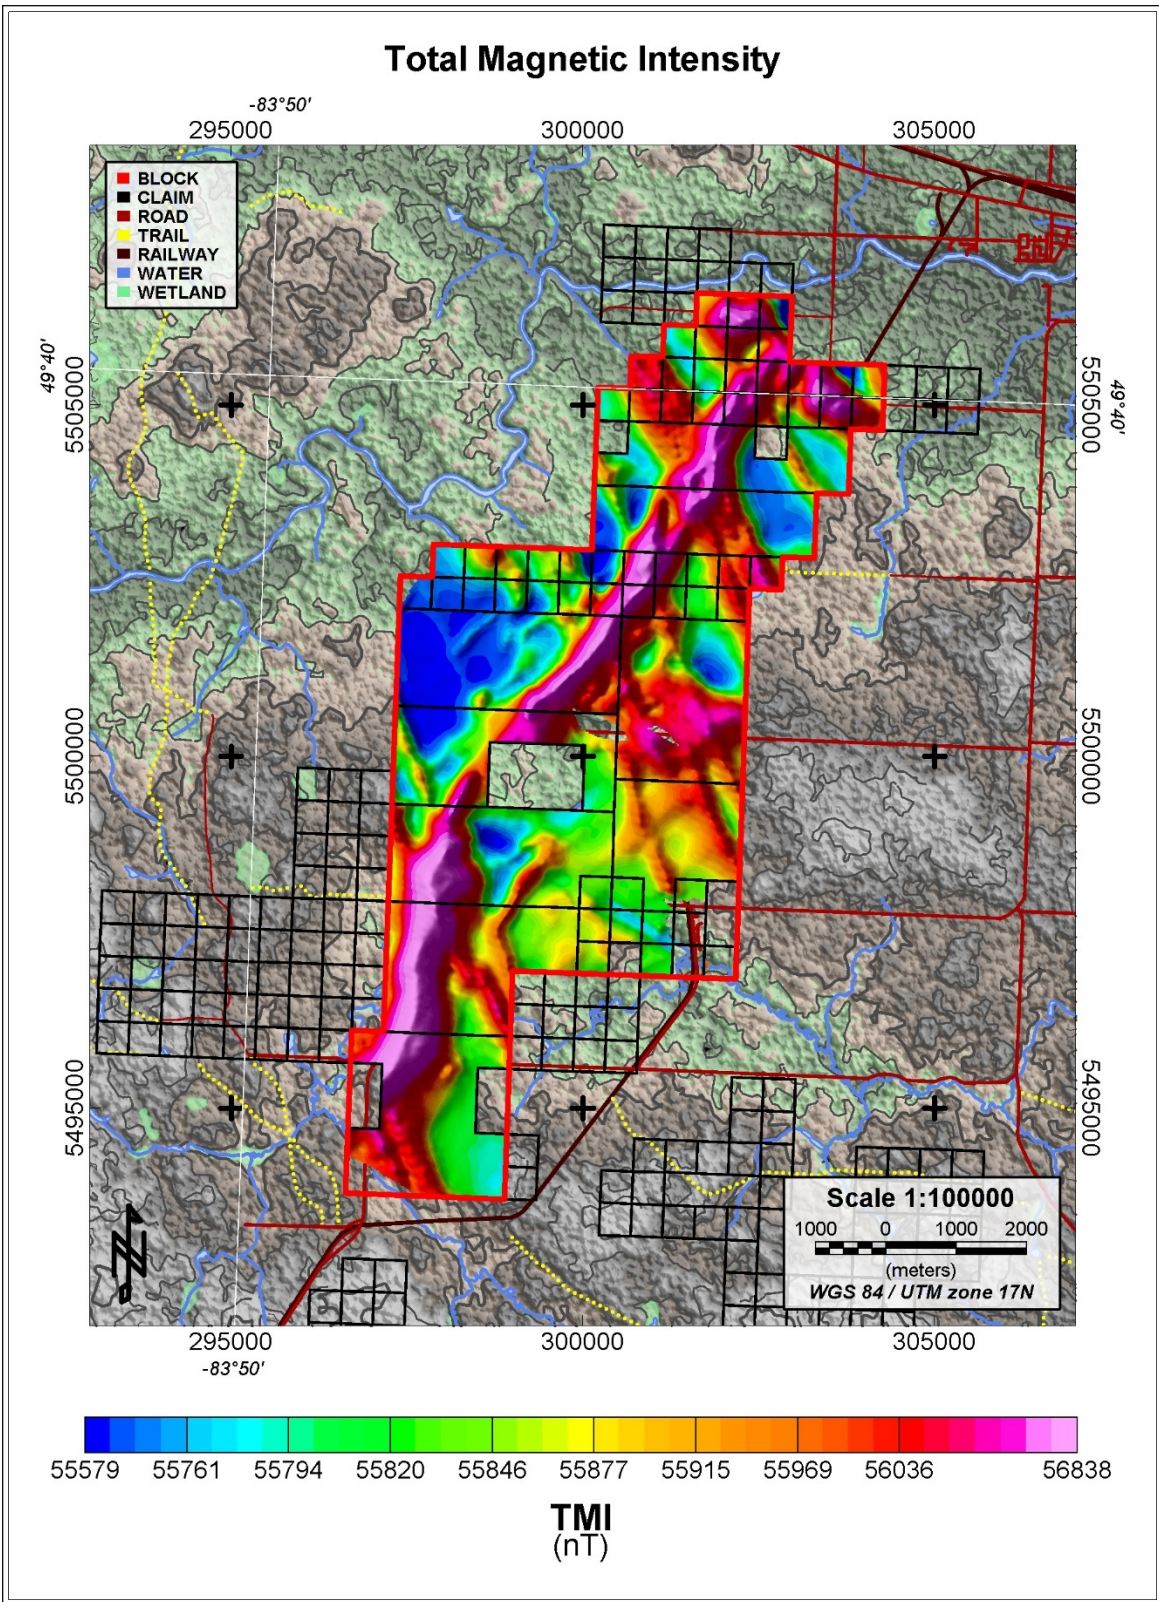 Total Magnetic Intensity
-83°50'
295000 300000 305000
BLOCK
CLAIM
ROAD
TRAIL
RAILWAY
WATER
WETLAND
49°40'
5505000
5505000
49°40'
5500000
5500000
5495000
5495000
Scale 1:100000
1000 0 1000 2000
(meters)
WGS 84 / UTM zone 17N
295000 300000 305000
-83°50'
55579 55761 55794 55820 55846 55877 55915 55969 56036 56838
TMI
(nT)